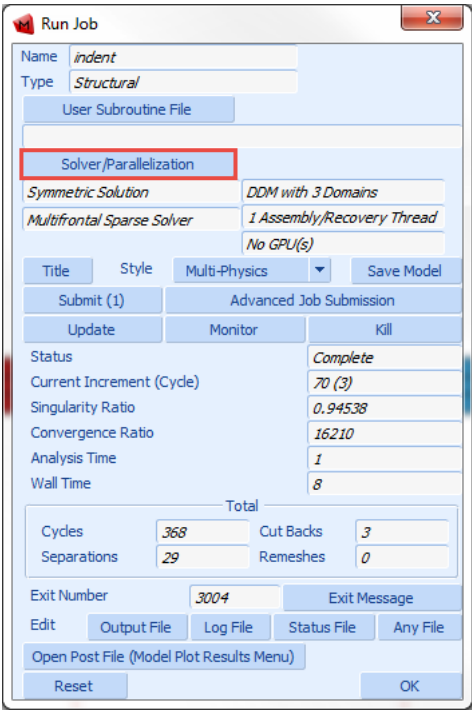 Run Job
Name indent
Type Structural
User Subroutine File
Solver/Parallelization
Symmetric Solution DDM with 3 Domains
Multifrontal Sparse Solver 1 Assembly/Recovery Thread
No GPU(s)
Title Style Multi-Physics Save Model
Submit (1) Advanced Job Submission
Update Monitor Kill
Status Complete
Current Increment (Cycle) 70 (3)
Singularity Ratio 0.94538
Convergence Ratio 16210
Analysis Time 1
Wall Time 8
Total
Cycles 368 Cut Backs 3
Separations 29 Remeshes 0
Exit Number 3004 Exit Message
Edit Output File Log File Status File Any File
Open Post File (Model Plot Results Menu)
Reset OK